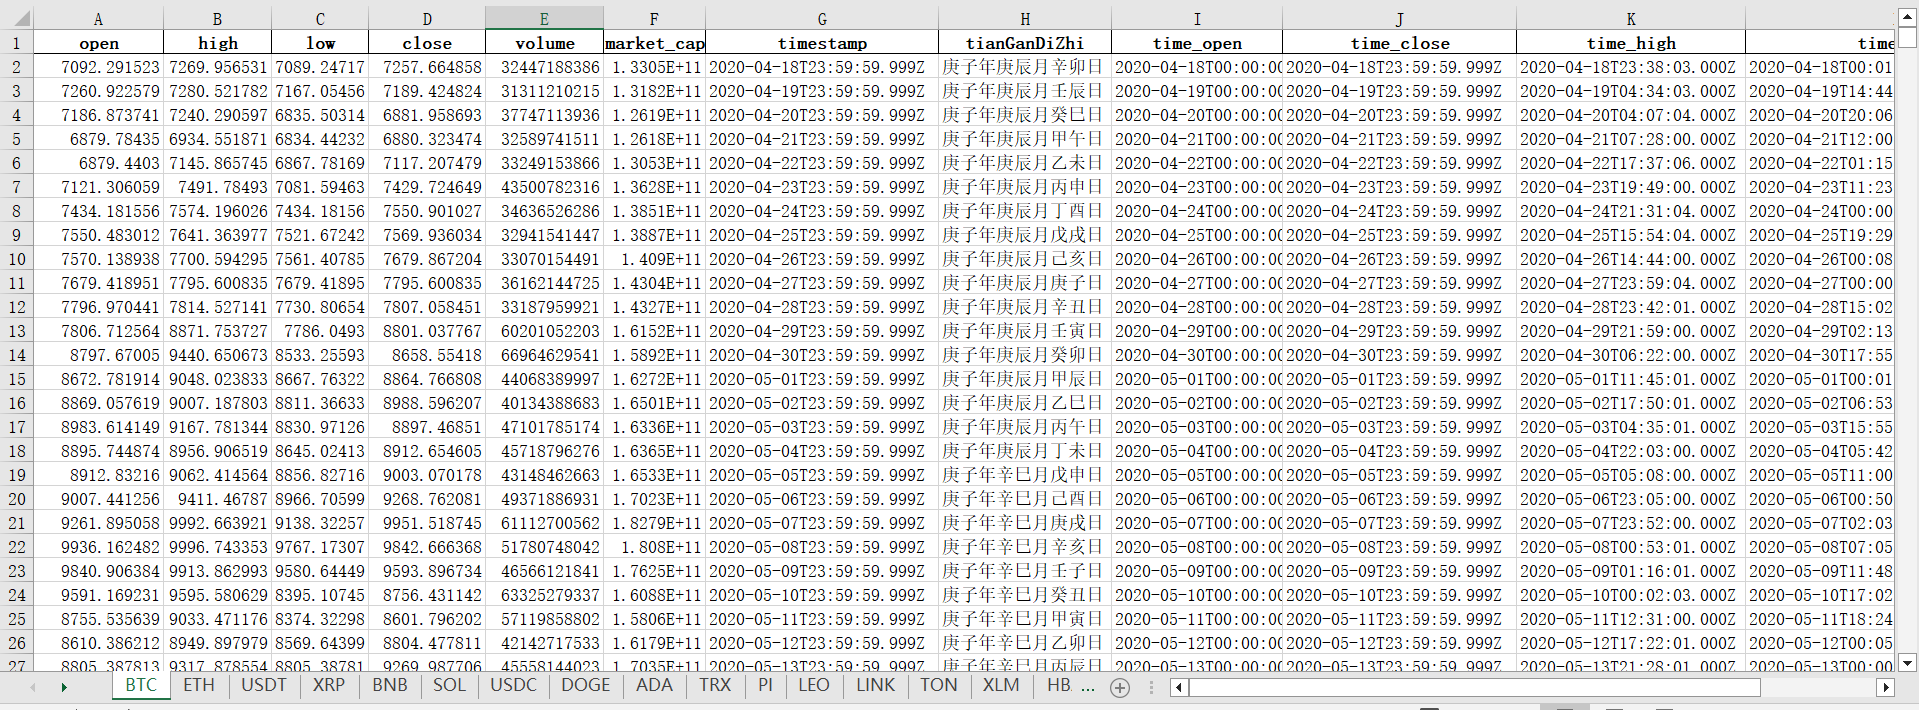 A B C D E F G H I J K
1 open high low close volume market_cap timestamp tianGanDiZhi time_open time_close time_high time
2 7092.291523 7269.956531 7089.24717 7257.664858 32447188386 1.3305E+11 2020-04-18T23:59:59.999Z 庚子年庚辰月辛卯日 2020-04-18T00:00:00 2020-04-18T23:59:59.999Z 2020-04-18T23:38:03.000Z 2020-04-18T00:01
3 7260.922579 7280.521782 7167.05456 7189.424824 31311210215 1.3182E+11 2020-04-19T23:59:59.999Z 庚子年庚辰月壬辰日 2020-04-19T00:00:00 2020-04-19T23:59:59.999Z 2020-04-19T04:34:03.000Z 2020-04-19T14:44
4 7186.873741 7240.290597 6835.50314 6881.958693 37747113936 1.2619E+11 2020-04-20T23:59:59.999Z 庚子年庚辰月癸巳日 2020-04-20T00:00:00 2020-04-20T23:59:59.999Z 2020-04-20T04:07:04.000Z 2020-04-20T20:06
5 6879.78435 6934.551871 6834.44232 6880.323474 32589741511 1.2618E+11 2020-04-21T23:59:59.999Z 庚子年庚辰月甲午日 2020-04-21T00:00:00 2020-04-21T23:59:59.999Z 2020-04-21T07:28:00.000Z 2020-04-21T12:00
6 6879.4403 7145.865745 6867.78169 7117.207479 33249153866 1.3053E+11 2020-04-22T23:59:59.999Z 庚子年庚辰月乙未日 2020-04-22T00:00:00 2020-04-22T23:59:59.999Z 2020-04-22T17:37:06.000Z 2020-04-22T01:15
7 7121.306059 7491.78493 7081.59463 7429.724649 43500782316 1.3628E+11 2020-04-23T23:59:59.999Z 庚子年庚辰月丙申日 2020-04-23T00:00:00 2020-04-23T23:59:59.999Z 2020-04-23T19:49:00.000Z 2020-04-23T11:23
8 7434.181556 7574.196026 7434.18156 7550.901027 34636526286 1.3851E+11 2020-04-24T23:59:59.999Z 庚子年庚辰月丁酉日 2020-04-24T00:00:00 2020-04-24T23:59:59.999Z 2020-04-24T21:31:04.000Z 2020-04-24T00:00
9 7550.483012 7641.363977 7521.67242 7569.936034 32941541447 1.3887E+11 2020-04-25T23:59:59.999Z 庚子年庚辰月戊戌日 2020-04-25T00:00:00 2020-04-25T23:59:59.999Z 2020-04-25T15:54:04.000Z 2020-04-25T19:29
10 7570.138938 7700.594295 7561.40785 7679.867204 33070154491 1.409E+11 2020-04-26T23:59:59.999Z 庚子年庚辰月己亥日 2020-04-26T00:00:00 2020-04-26T23:59:59.999Z 2020-04-26T14:44:00.000Z 2020-04-26T00:08
11 7679.418951 7795.600835 7679.41895 7795.600835 36162144725 1.4304E+11 2020-04-27T23:59:59.999Z 庚子年庚辰月庚子日 2020-04-27T00:00:00 2020-04-27T23:59:59.999Z 2020-04-27T23:59:04.000Z 2020-04-27T00:00
12 7796.970441 7814.527141 7730.80654 7807.058451 33187959921 1.4327E+11 2020-04-28T23:59:59.999Z 庚子年庚辰月辛丑日 2020-04-28T00:00:00 2020-04-28T23:59:59.999Z 2020-04-28T23:42:01.000Z 2020-04-28T15:02
13 7806.712564 8871.753727 7786.0493 8801.037767 60201052203 1.6152E+11 2020-04-29T23:59:59.999Z 庚子年庚辰月壬寅日 2020-04-29T00:00:00 2020-04-29T23:59:59.999Z 2020-04-29T21:59:00.000Z 2020-04-29T02:13
14 8797.67005 9440.650673 8533.25593 8658.55418 66964629541 1.5892E+11 2020-04-30T23:59:59.999Z 庚子年庚辰月癸卯日 2020-04-30T00:00:00 2020-04-30T23:59:59.999Z 2020-04-30T06:22:00.000Z 2020-04-30T17:55
15 8672.781914 9048.023833 8667.76322 8864.766808 44068389997 1.6272E+11 2020-05-01T23:59:59.999Z 庚子年庚辰月甲辰日 2020-05-01T00:00:00 2020-05-01T23:59:59.999Z 2020-05-01T11:45:01.000Z 2020-05-01T00:01
16 8869.057619 9007.187803 8811.36633 8988.596207 40134388683 1.6501E+11 2020-05-02T23:59:59.999Z 庚子年庚辰月乙巳日 2020-05-02T00:00:00 2020-05-02T23:59:59.999Z 2020-05-02T17:50:01.000Z 2020-05-02T06:53
17 8983.614149 9167.781344 8830.97126 8897.46851 47101785174 1.6336E+11 2020-05-03T23:59:59.999Z 庚子年庚辰月丙午日 2020-05-03T00:00:00 2020-05-03T23:59:59.999Z 2020-05-03T04:35:01.000Z 2020-05-03T15:55
18 8895.744874 8956.906519 8645.02413 8912.654605 45718796276 1.6365E+11 2020-05-04T23:59:59.999Z 庚子年庚辰月丁未日 2020-05-04T00:00:00 2020-05-04T23:59:59.999Z 2020-05-04T22:03:00.000Z 2020-05-04T05:42
19 8912.83216 9062.414564 8856.82716 9003.070178 43148462663 1.6533E+11 2020-05-05T23:59:59.999Z 庚子年辛巳月戊申日 2020-05-05T00:00:00 2020-05-05T23:59:59.999Z 2020-05-05T05:08:00.000Z 2020-05-05T11:00
20 9007.441256 9411.46787 8966.70599 9268.762081 49371886931 1.7023E+11 2020-05-06T23:59:59.999Z 庚子年辛巳月己酉日 2020-05-06T00:00:00 2020-05-06T23:59:59.999Z 2020-05-06T23:05:00.000Z 2020-05-06T00:50
21 9261.895058 9992.663921 9138.32257 9951.518745 61112700562 1.8279E+11 2020-05-07T23:59:59.999Z 庚子年辛巳月庚戌日 2020-05-07T00:00:00 2020-05-07T23:59:59.999Z 2020-05-07T23:52:00.000Z 2020-05-07T02:03
22 9936.162482 9996.743353 9767.17307 9842.666368 51780748042 1.808E+11 2020-05-08T23:59:59.999Z 庚子年辛巳月辛亥日 2020-05-08T00:00:00 2020-05-08T23:59:59.999Z 2020-05-08T00:53:01.000Z 2020-05-08T07:05
23 9840.906384 9913.862993 9580.64449 9593.896734 46566121841 1.7625E+11 2020-05-09T23:59:59.999Z 庚子年辛巳月壬子日 2020-05-09T00:00:00 2020-05-09T23:59:59.999Z 2020-05-09T01:16:01.000Z 2020-05-09T11:48
24 9591.169231 9595.580629 8395.10745 8756.431142 63325279337 1.6088E+11 2020-05-10T23:59:59.999Z 庚子年辛巳月癸丑日 2020-05-10T00:00:00 2020-05-10T23:59:59.999Z 2020-05-10T00:02:03.000Z 2020-05-10T17:02
25 8755.535639 9033.471176 8374.32298 8601.796202 57119858802 1.5806E+11 2020-05-11T23:59:59.999Z 庚子年辛巳月甲寅日 2020-05-11T00:00:00 2020-05-11T23:59:59.999Z 2020-05-11T12:31:00.000Z 2020-05-11T18:24
26 8610.386212 8949.897979 8569.64399 8804.477811 42142717533 1.6179E+11 2020-05-12T23:59:59.999Z 庚子年辛巳月乙卯日 2020-05-12T00:00:00 2020-05-12T23:59:59.999Z 2020-05-12T17:22:01.000Z 2020-05-12T00:05
27 8805.387813 9317.878554 8805.38781 9269.987706 45558144023 1.7035E+11 2020-05-13T23:59:59.999Z 庚子年辛巳月丙辰日 2020-05-13T00:00:00 2020-05-13T23:59:59.999Z 2020-05-13T21:28:01.000Z 2020-05-13T00:00
BTC ETH USDT XRP BNB SOL USDC DOGE ADA TRX PI LEO LINK TON XLM HB ...